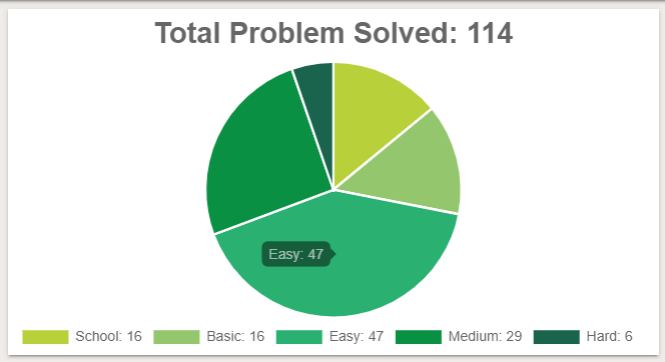 Total Problem Solved: 114
Easy: 47
School: 16 Basic: 16 Easy: 47 Medium: 29 Hard: 6